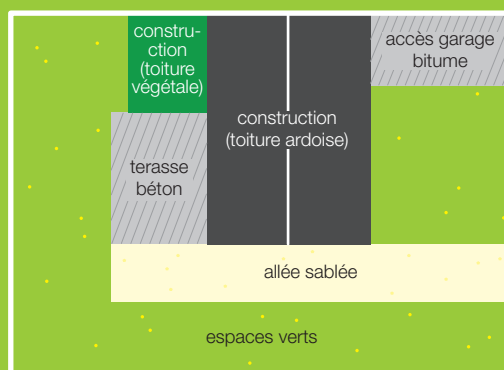 constru-
ction
(toiture
végétale)
accès garage
bitume
construction
(toiture ardoise)
terasse
béton
allée sablée
espaces verts